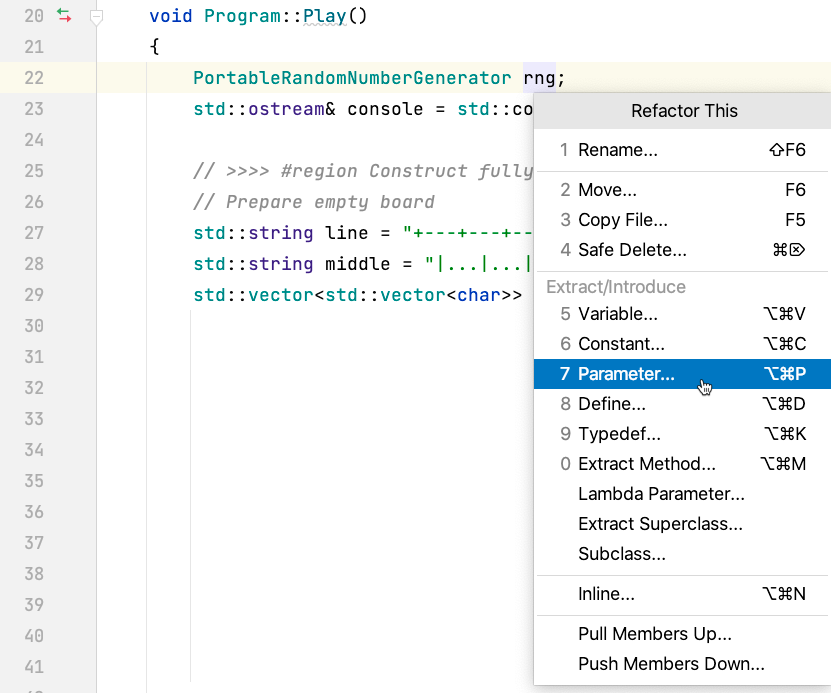 20 void Program::Play()
21 {
22 PortableRandomNumberGenerator rng;
23 std::ostream& console = std::co
24
25 // >>>> #region Construct fully
26 // Prepare empty board
27 std::string line = "+---+---+--
28 std::string middle = "|...|...|
29 std::vector<std::vector<char>>
30
31
32
33
34
35
36
37
38
39
40
41
Refactor This
1 Rename... ⇧F6
2 Move... F6
3 Copy File... F5
4 Safe Delete... ⌘⌦
Extract/Introduce
5 Variable... ⌥⌘V
6 Constant... ⌥⌘C
7 Parameter... ⌥⌘P
8 Define... ⌥⌘D
9 Typedef... ⌥⌘K
0 Extract Method... ⌥⌘M
Lambda Parameter...
Extract Superclass...
Subclass...
Inline... ⌥⌘N
Pull Members Up...
Push Members Down...